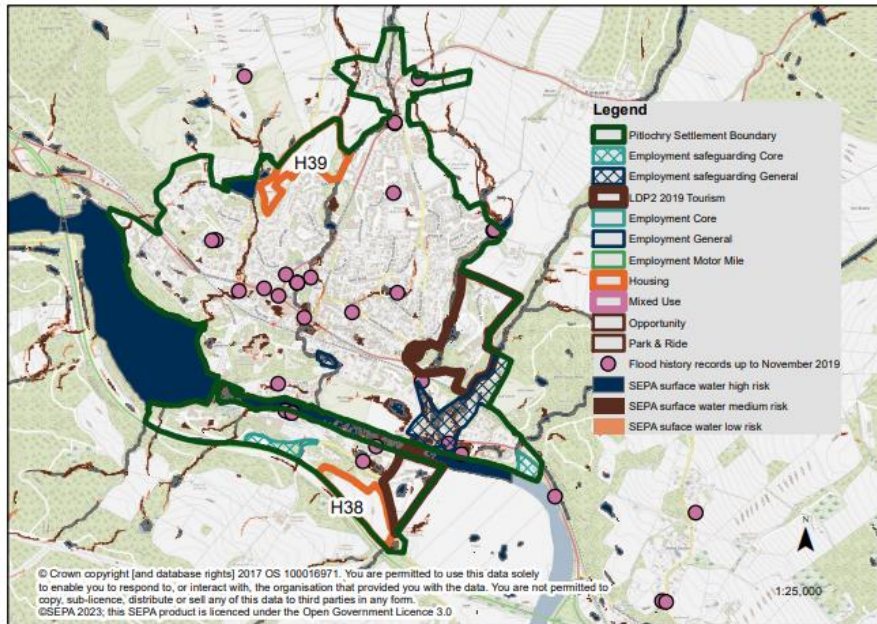 H39
H38
Legend
Pitlochry Settlement Boundary
Employment safeguarding Core
Employment safeguarding General
LDP2 2019 Tourism
Employment Core
Employment General
Employment Motor Mile
Housing
Mixed Use
Opportunity
Park & Ride
Flood history records up to November 2019
SEPA surface water high risk
SEPA surface water medium risk
SEPA suface water low risk
N
1:25,000
© Crown copyright [and database rights] 2017 OS 100016971. You are permitted to use this data solely
to enable you to respond to, or interact with, the organisation that provided you with the data. You are not permitted to
copy, sub-licence, distribute or sell any of this data to third parties in any form.
©SEPA 2023; this SEPA product is licenced under the Open Government Licence 3.0